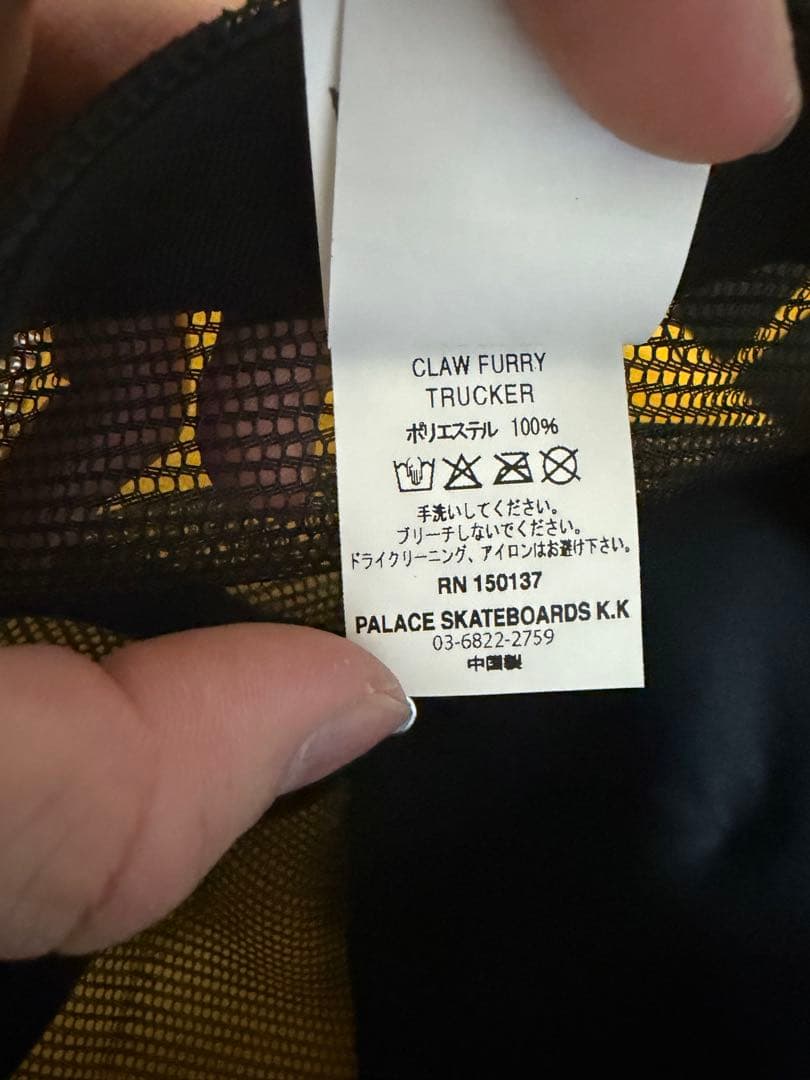 CLAW FURRY
TRUCKER
ポリエステル 100%
手洗いしてください。
ブリーチしないでください。
ドライクリーニング、アイロンはお避け下さい。
RN 150137
PALACE SKATEBOARDS K.K
03-6822-2759
中国製